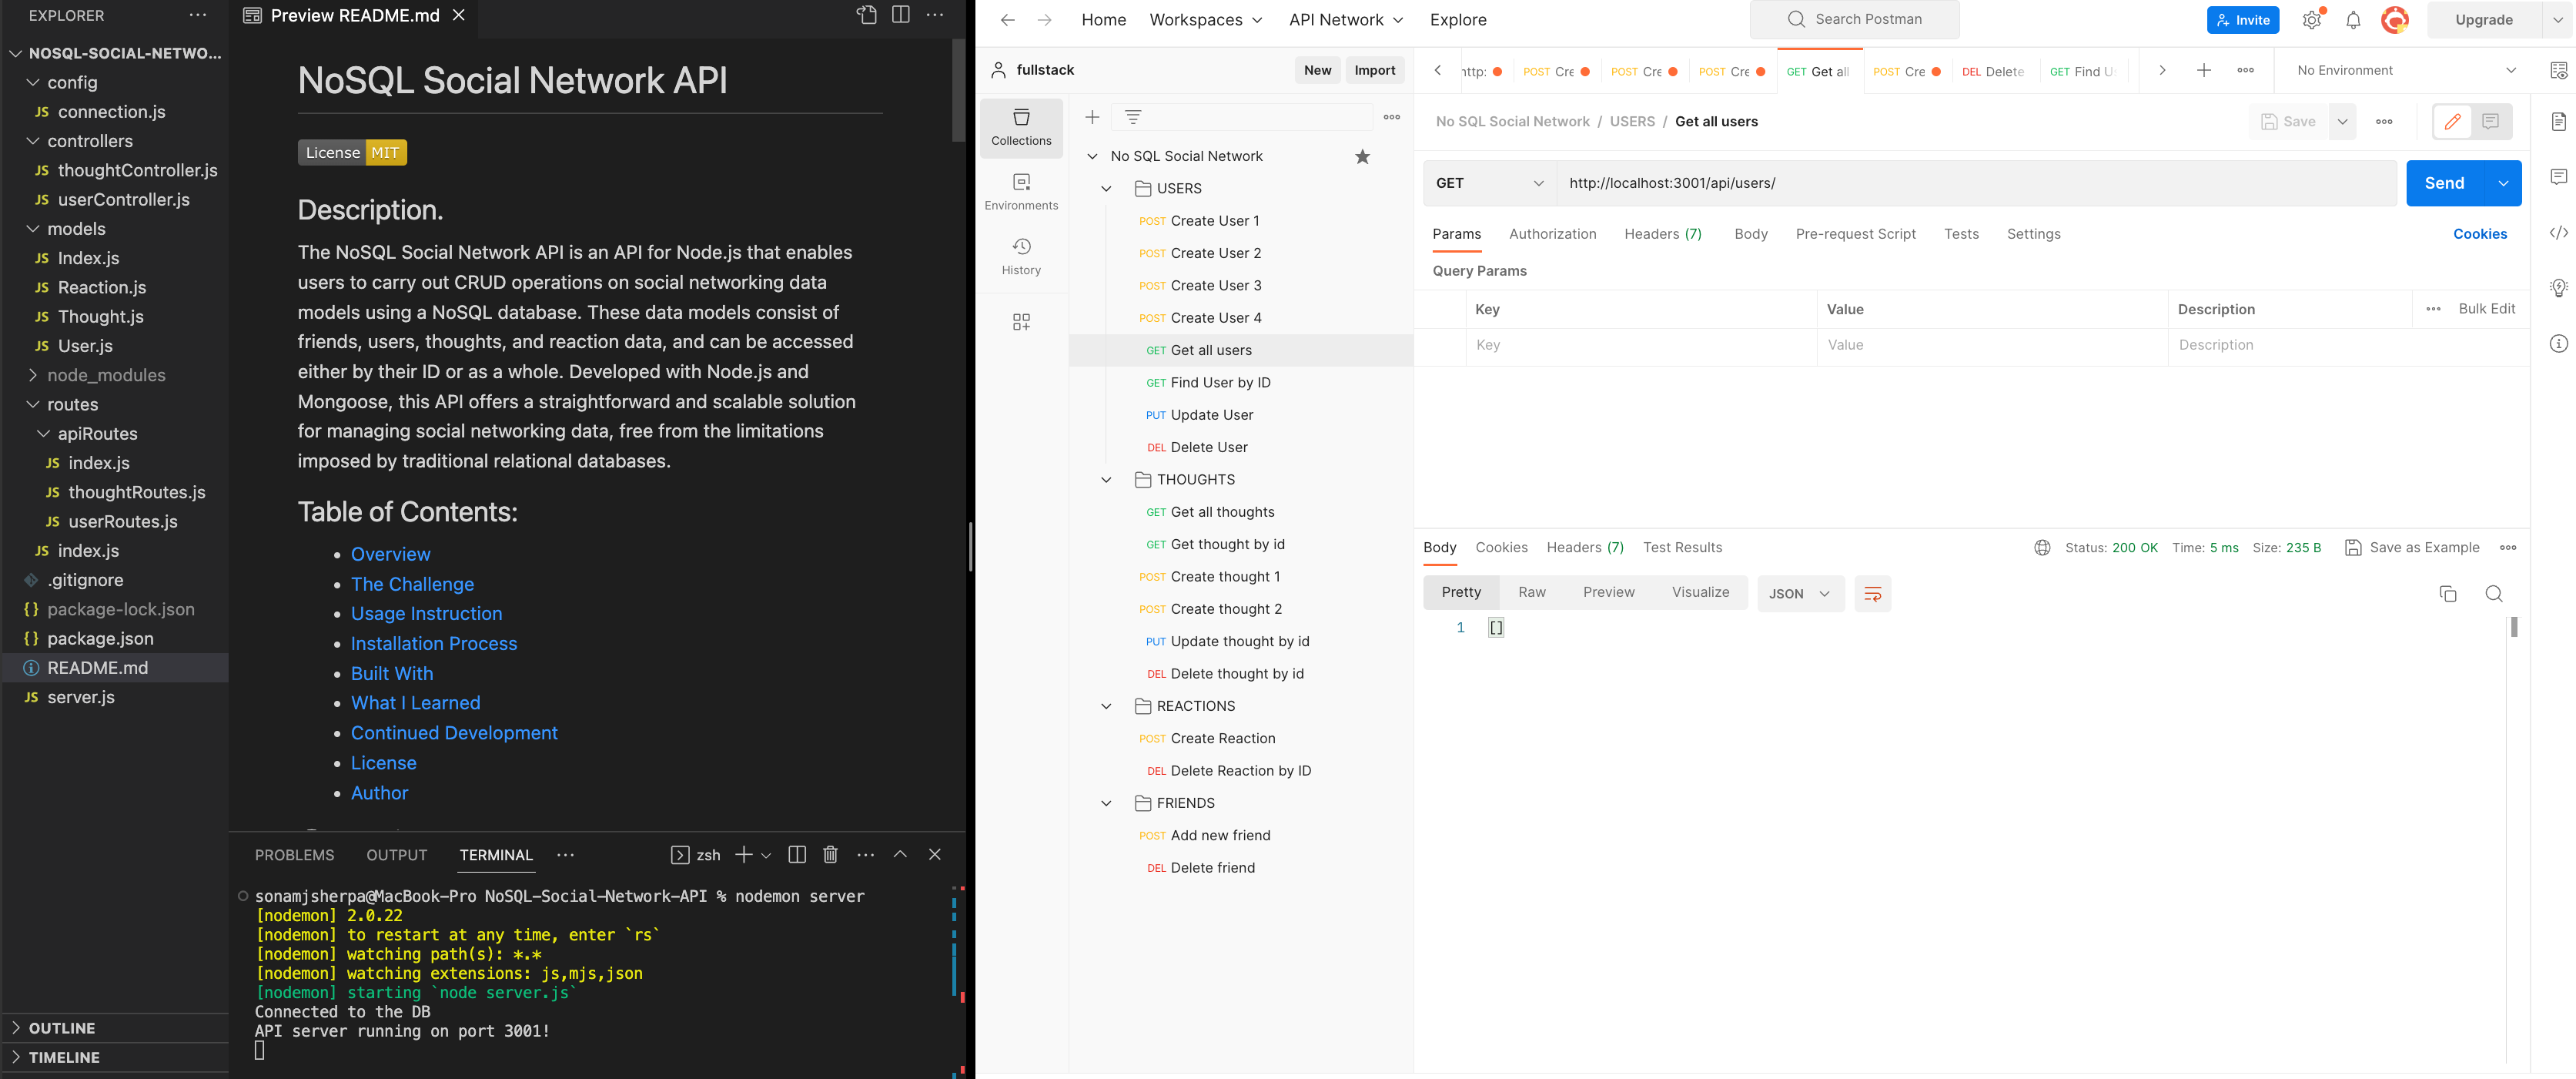 EXPLORER
NOSQL-SOCIAL-NETWO...
config
JS connection.js
controllers
JS thoughtController.js
JS userController.js
models
JS Index.js
JS Reaction.js
JS Thought.js
JS User.js
node_modules
routes
apiRoutes
JS index.js
JS thoughtRoutes.js
JS userRoutes.js
JS index.js
.gitignore
{} package-lock.json
{} package.json
README.md
JS server.js
OUTLINE
TIMELINE
Preview README.md
NoSQL Social Network API
License MIT
Description.
The NoSQL Social Network API is an API for Node.js that enables
users to carry out CRUD operations on social networking data
models using a NoSQL database. These data models consist of
friends, users, thoughts, and reaction data, and can be accessed
either by their ID or as a whole. Developed with Node.js and
Mongoose, this API offers a straightforward and scalable solution
for managing social networking data, free from the limitations
imposed by traditional relational databases.
Table of Contents:
• Overview
• The Challenge
• Usage Instruction
• Installation Process
• Built With
• What I Learned
• Continued Development
• License
• Author
PROBLEMS OUTPUT TERMINAL ... zsh
sonamjsherpa@MacBook-Pro NoSQL-Social-Network-API % nodemon server
[nodemon] 2.0.22
[nodemon] to restart at any time, enter `rs`
[nodemon] watching path(s): *.*
[nodemon] watching extensions: js,mjs,json
[nodemon] starting `node server.js`
Connected to the DB
API server running on port 3001!
Home Workspaces API Network Explore Search Postman Invite Upgrade
fullstack New Import
Collections
Environments
History
No SQL Social Network
USERS
POST Create User 1
POST Create User 2
POST Create User 3
POST Create User 4
GET Get all users
GET Find User by ID
PUT Update User
DEL Delete User
THOUGHTS
GET Get all thoughts
GET Get thought by id
POST Create thought 1
POST Create thought 2
PUT Update thought by id
DEL Delete thought by id
REACTIONS
POST Create Reaction
DEL Delete Reaction by ID
FRIENDS
POST Add new friend
DEL Delete friend
http: POST Cre POST Cre POST Cre GET Get all POST Cre DEL Delete GET Find U No Environment
No SQL Social Network / USERS / Get all users Save
GET http://localhost:3001/api/users/ Send
Params Authorization Headers (7) Body Pre-request Script Tests Settings Cookies
Query Params
Key Value Description Bulk Edit
Key Value Description
Body Cookies Headers (7) Test Results Status: 200 OK Time: 5 ms Size: 235 B Save as Example
Pretty Raw Preview Visualize JSON
1 []